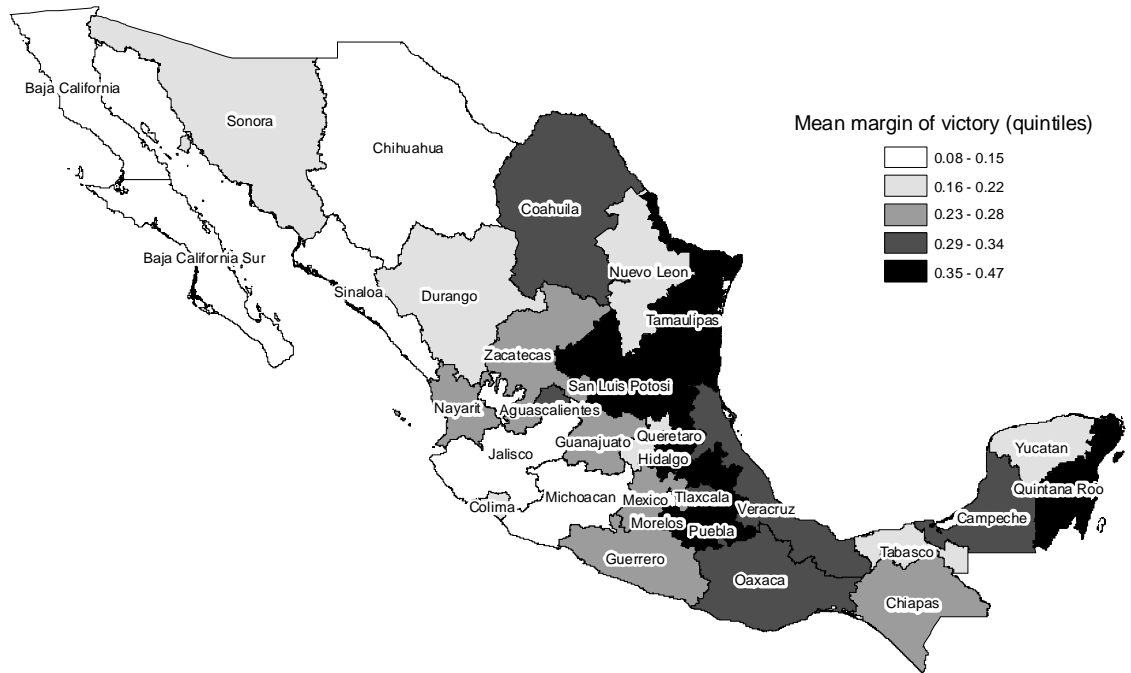 Mean margin of victory (quintiles)
0.08 - 0.15
0.16 - 0.22
0.23 - 0.28
0.29 - 0.34
0.35 - 0.47
Baja California
Sonora
Chihuahua
Coahuila
Baja California Sur
Sinaloa
Durango
Nuevo Leon
Tamaulipas
Zacatecas
San Luis Potosi
Nayarit
Aguascalientes
Guanajuato
Queretaro
Jalisco
Hidalgo
Yucatan
Quintana Roo
Colima
Michoacan
Mexico
Tlaxcala
Veracruz
Campeche
Morelos
Puebla
Guerrero
Tabasco
Oaxaca
Chiapas